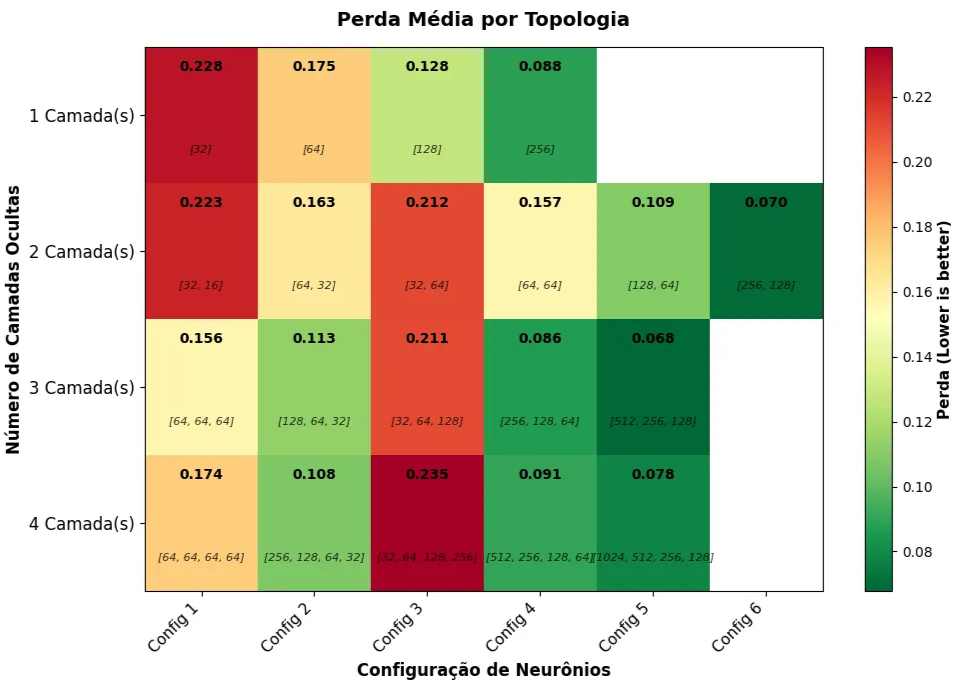 Perda Média por Topologia
Número de Camadas Ocultas
1 Camada(s)
0.228 0.175 0.128 0.088
[32] [64] [128] [256]
2 Camada(s)
0.223 0.163 0.212 0.157 0.109 0.070
[32, 16] [64, 32] [32, 64] [64, 64] [128, 64] [256, 128]
3 Camada(s)
0.156 0.113 0.211 0.086 0.068
[64, 64, 64] [128, 64, 32] [32, 64, 128] [256, 128, 64] [512, 256, 128]
4 Camada(s)
0.174 0.108 0.235 0.091 0.078
[64, 64, 64, 64] [256, 128, 64, 32] [32, 64, 128, 256] [512, 256, 128, 64] [1024, 512, 256, 128]
Config 1 Config 2 Config 3 Config 4 Config 5 Config 6
Configuração de Neurônios
0.22
0.20
0.18
0.16
0.14
0.12
0.10
0.08
Perda (Lower is better)